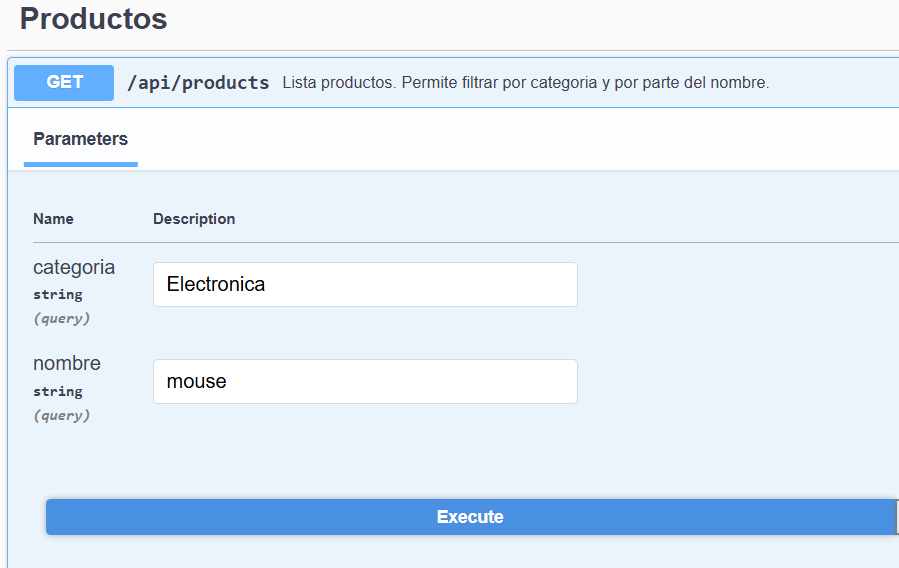 Productos
GET /api/products Lista productos. Permite filtrar por categoria y por parte del nombre.
Parameters
Name Description
categoria
string
(query)
Electronica
nombre
string
(query)
mouse
Execute